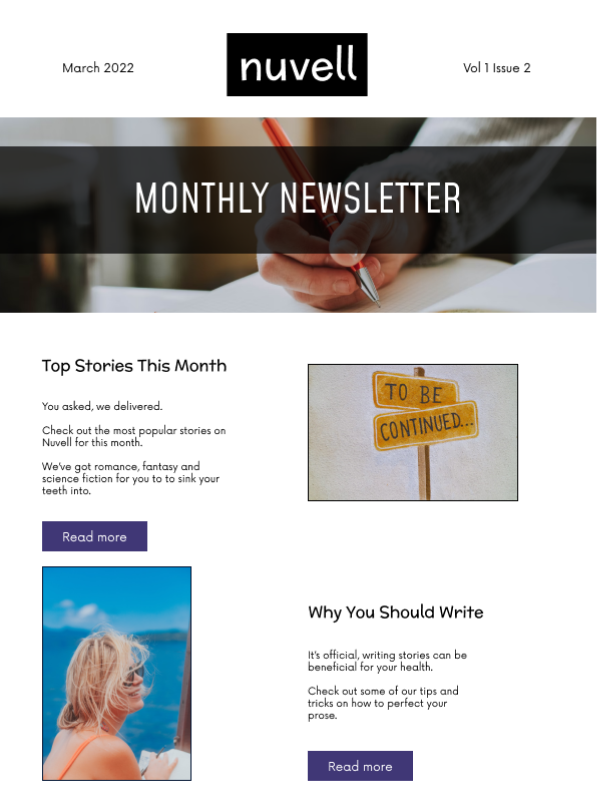 March 2022
nuvell
Vol 1 Issue 2
MONTHLY NEWSLETTER
Top Stories This Month
You asked, we delivered.
Check out the most popular stories on
Nuvell for this month.
We've got romance, fantasy and
science fiction for you to to sink your
teeth into.
Read more
TO BE
CONTINUED...
Why You Should Write
It's official, writing stories can be
beneficial for your health.
Check out some of our tips and
tricks on how to perfect your
prose.
Read more